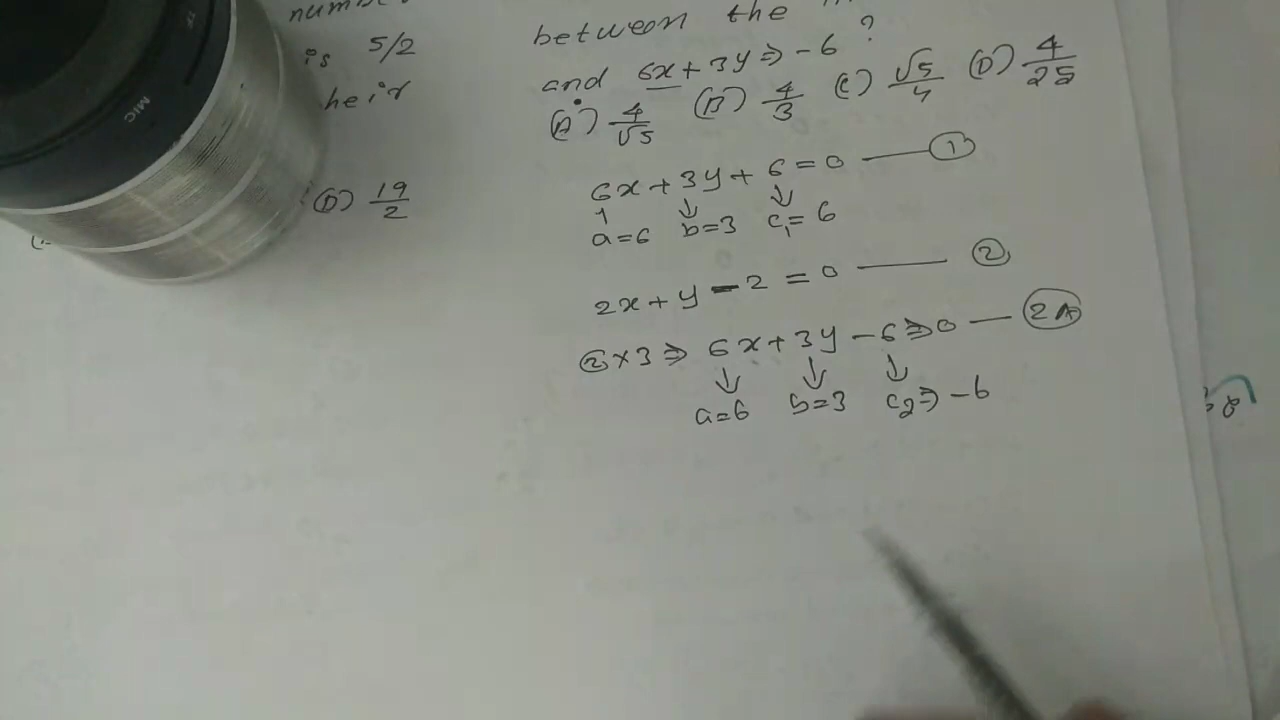 is 5/2
heir
(D) 19/2
between the
and 6x+3y⇒-6 ?
(A) 4/√5 (B) 4/3 (C) √5/4 (D) 4/25
6x+3y+6=0 — ①
a=6 b=3 c₁=6
2x+y-2=0 — ②
②×3⇒ 6x+3y-6⇒0 — 2A
a=6 b=3 c₂⇒-6
MIC